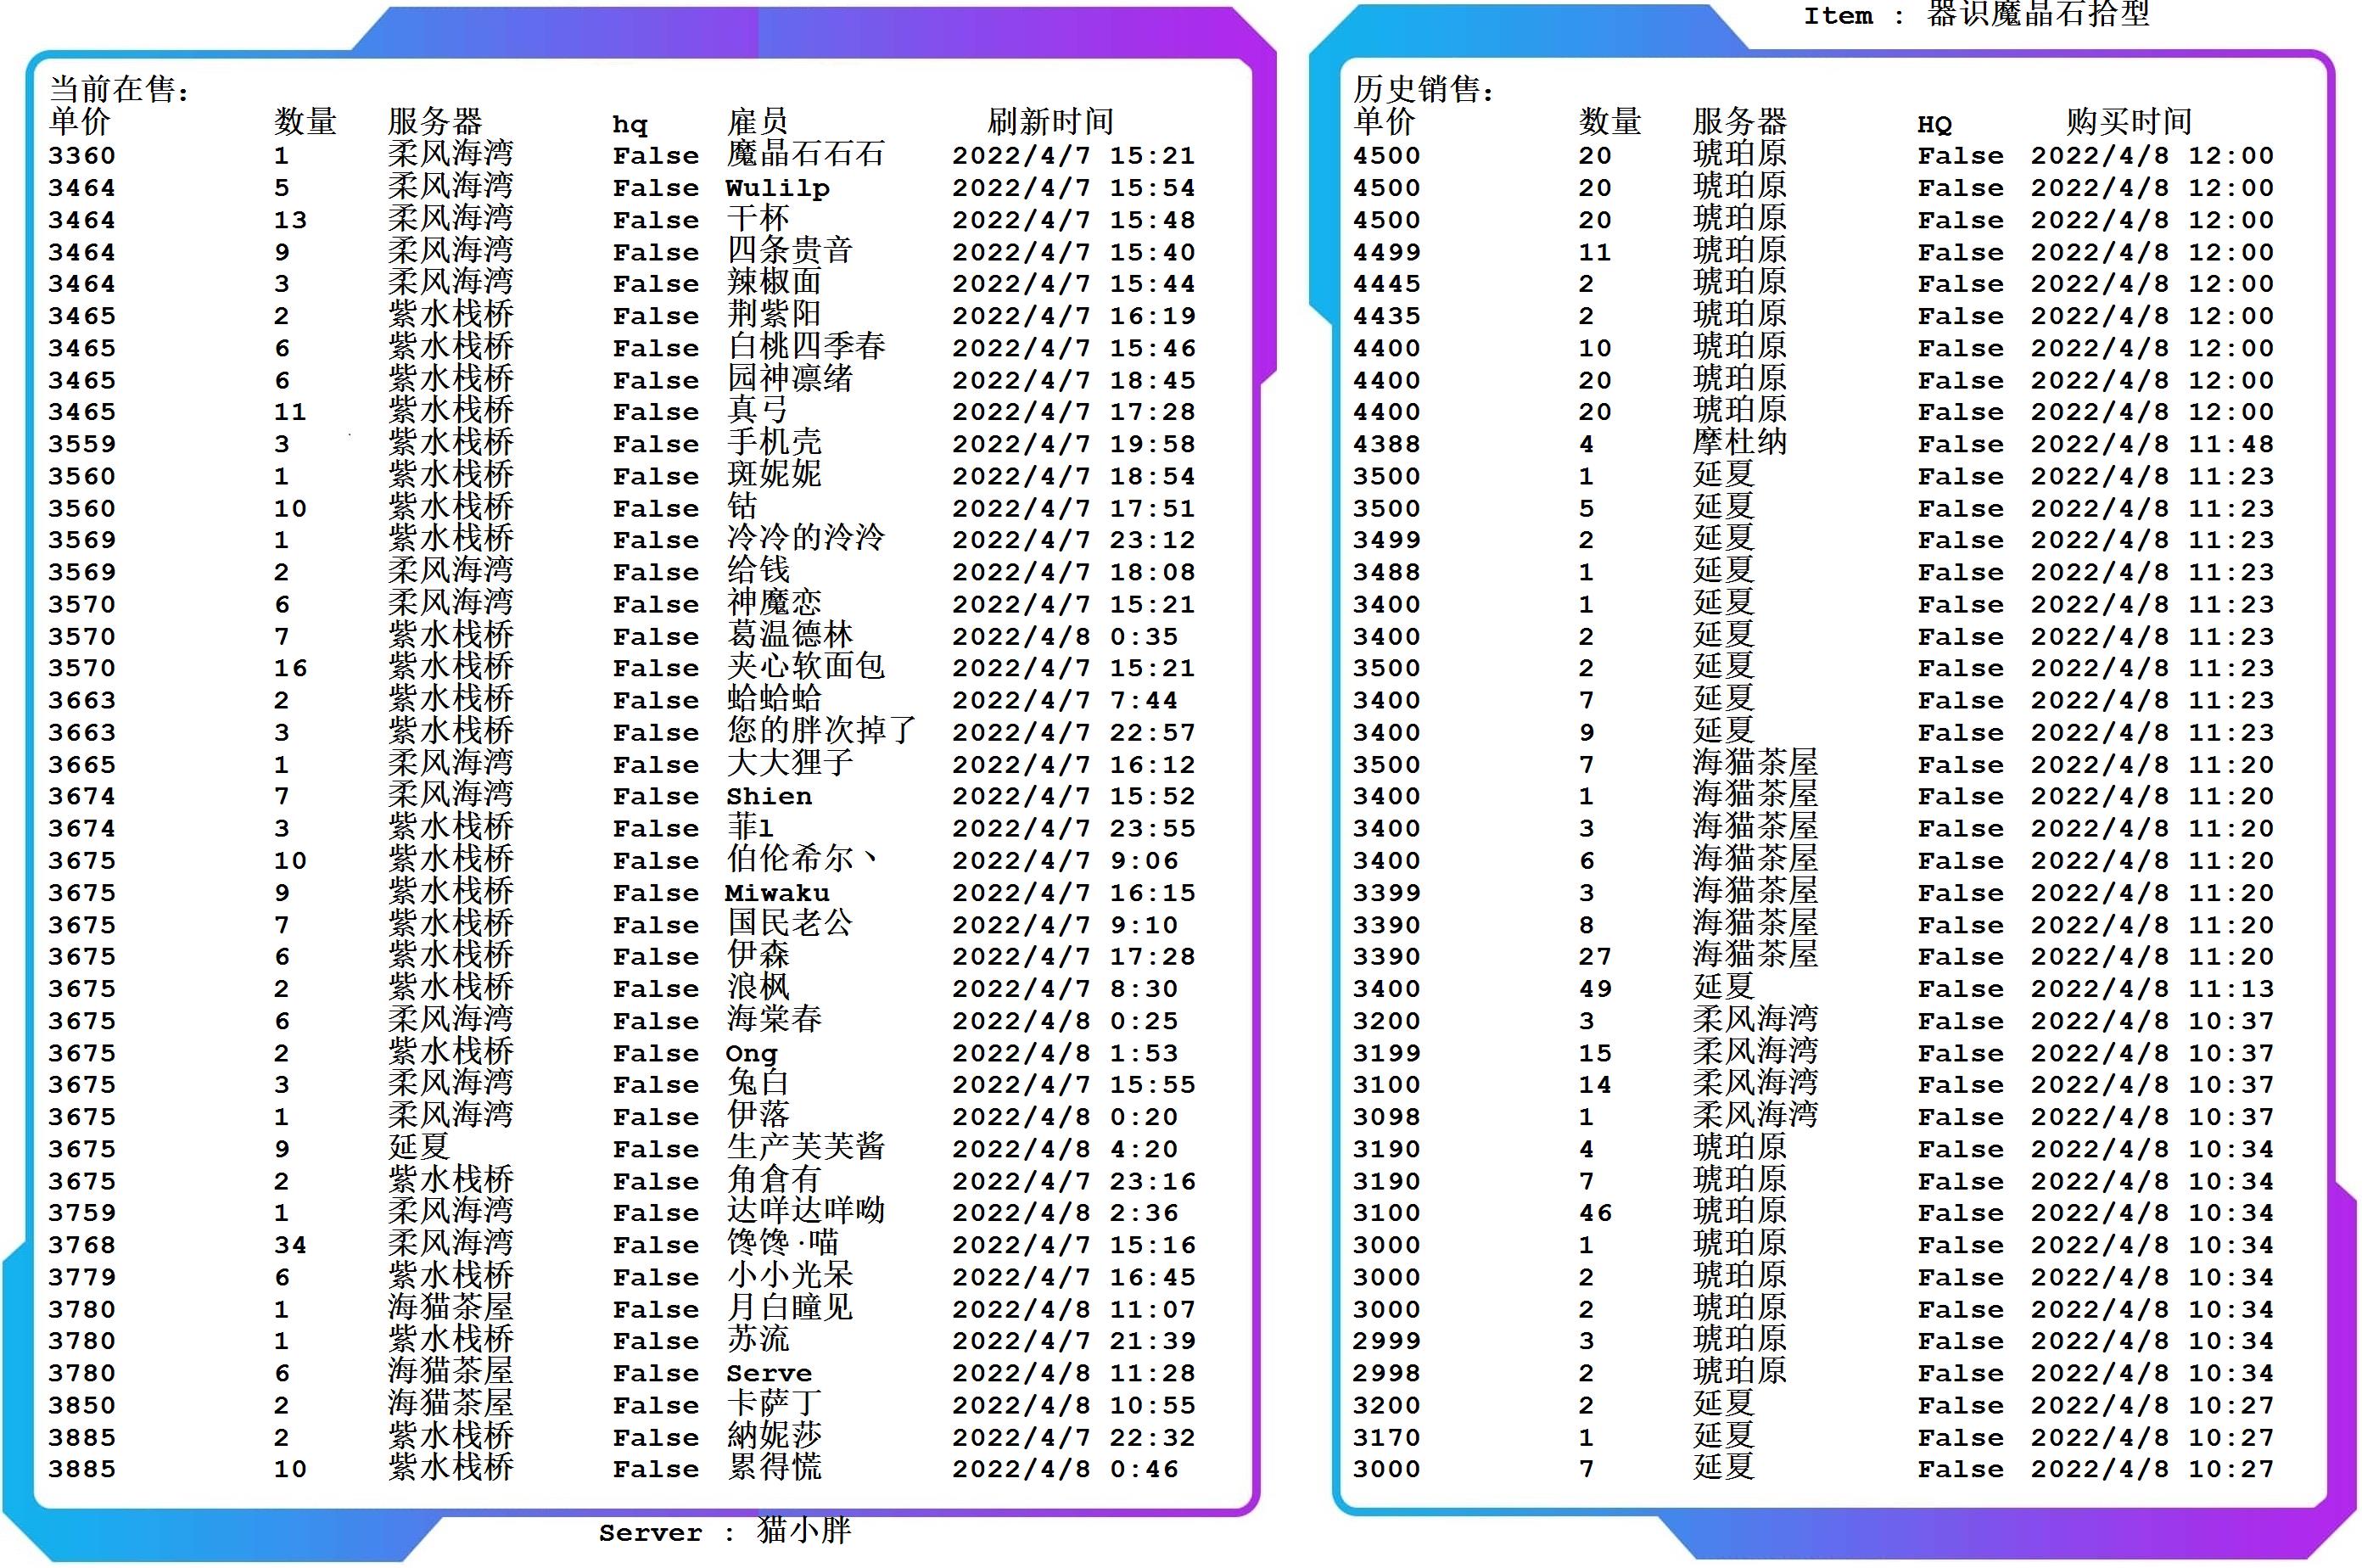 Item : 器识魔晶石拾型
当前在售:
单价 数量 服务器 hq 雇员 刷新时间
3360 1 柔风海湾 False 魔晶石石石 2022/4/7 15:21
3464 5 柔风海湾 False Wulilp 2022/4/7 15:54
3464 13 柔风海湾 False 干杯 2022/4/7 15:48
3464 9 柔风海湾 False 四条贵音 2022/4/7 15:40
3464 3 柔风海湾 False 辣椒面 2022/4/7 15:44
3465 2 紫水栈桥 False 荆紫阳 2022/4/7 16:19
3465 6 紫水栈桥 False 白桃四季春 2022/4/7 15:46
3465 6 紫水栈桥 False 园神凛绪 2022/4/7 18:45
3465 11 紫水栈桥 False 真弓 2022/4/7 17:28
3559 3 紫水栈桥 False 手机壳 2022/4/7 19:58
3560 1 紫水栈桥 False 斑妮妮 2022/4/7 18:54
3560 10 紫水栈桥 False 钴 2022/4/7 17:51
3569 1 紫水栈桥 False 冷冷的泠泠 2022/4/7 23:12
3569 2 柔风海湾 False 给钱 2022/4/7 18:08
3570 6 柔风海湾 False 神魔恋 2022/4/7 15:21
3570 7 紫水栈桥 False 葛温德林 2022/4/8 0:35
3570 16 紫水栈桥 False 夹心软面包 2022/4/7 15:21
3663 2 紫水栈桥 False 蛤蛤蛤 2022/4/7 7:44
3663 3 紫水栈桥 False 您的胖次掉了 2022/4/7 22:57
3665 1 柔风海湾 False 大大狸子 2022/4/7 16:12
3674 7 柔风海湾 False Shien 2022/4/7 15:52
3674 3 紫水栈桥 False 菲l 2022/4/7 23:55
3675 10 紫水栈桥 False 伯伦希尔丶 2022/4/7 9:06
3675 9 紫水栈桥 False Miwaku 2022/4/7 16:15
3675 7 紫水栈桥 False 国民老公 2022/4/7 9:10
3675 6 紫水栈桥 False 伊森 2022/4/7 17:28
3675 2 紫水栈桥 False 浪枫 2022/4/7 8:30
3675 6 柔风海湾 False 海棠春 2022/4/8 0:25
3675 2 紫水栈桥 False Ong 2022/4/8 1:53
3675 3 柔风海湾 False 兔白 2022/4/7 15:55
3675 1 柔风海湾 False 伊落 2022/4/8 0:20
3675 9 延夏 False 生产芙芙酱 2022/4/8 4:20
3675 2 紫水栈桥 False 角倉有 2022/4/7 23:16
3759 1 柔风海湾 False 达咩达咩呦 2022/4/8 2:36
3768 34 柔风海湾 False 馋馋·喵 2022/4/7 15:16
3779 6 紫水栈桥 False 小小光呆 2022/4/7 16:45
3780 1 海猫茶屋 False 月白瞳见 2022/4/8 11:07
3780 1 紫水栈桥 False 苏流 2022/4/7 21:39
3780 6 海猫茶屋 False Serve 2022/4/8 11:28
3850 2 海猫茶屋 False 卡萨丁 2022/4/8 10:55
3885 2 紫水栈桥 False 納妮莎 2022/4/7 22:32
3885 10 紫水栈桥 False 累得慌 2022/4/8 0:46
历史销售:
单价 数量 服务器 HQ 购买时间
4500 20 琥珀原 False 2022/4/8 12:00
4500 20 琥珀原 False 2022/4/8 12:00
4500 20 琥珀原 False 2022/4/8 12:00
4499 11 琥珀原 False 2022/4/8 12:00
4445 2 琥珀原 False 2022/4/8 12:00
4435 2 琥珀原 False 2022/4/8 12:00
4400 10 琥珀原 False 2022/4/8 12:00
4400 20 琥珀原 False 2022/4/8 12:00
4400 20 琥珀原 False 2022/4/8 12:00
4388 4 摩杜纳 False 2022/4/8 11:48
3500 1 延夏 False 2022/4/8 11:23
3500 5 延夏 False 2022/4/8 11:23
3499 2 延夏 False 2022/4/8 11:23
3488 1 延夏 False 2022/4/8 11:23
3400 1 延夏 False 2022/4/8 11:23
3400 2 延夏 False 2022/4/8 11:23
3500 2 延夏 False 2022/4/8 11:23
3400 7 延夏 False 2022/4/8 11:23
3400 9 延夏 False 2022/4/8 11:23
3500 7 海猫茶屋 False 2022/4/8 11:20
3400 1 海猫茶屋 False 2022/4/8 11:20
3400 3 海猫茶屋 False 2022/4/8 11:20
3400 6 海猫茶屋 False 2022/4/8 11:20
3399 3 海猫茶屋 False 2022/4/8 11:20
3390 8 海猫茶屋 False 2022/4/8 11:20
3390 27 海猫茶屋 False 2022/4/8 11:20
3400 49 延夏 False 2022/4/8 11:13
3200 3 柔风海湾 False 2022/4/8 10:37
3199 15 柔风海湾 False 2022/4/8 10:37
3100 14 柔风海湾 False 2022/4/8 10:37
3098 1 柔风海湾 False 2022/4/8 10:37
3190 4 琥珀原 False 2022/4/8 10:34
3190 7 琥珀原 False 2022/4/8 10:34
3100 46 琥珀原 False 2022/4/8 10:34
3000 1 琥珀原 False 2022/4/8 10:34
3000 2 琥珀原 False 2022/4/8 10:34
3000 2 琥珀原 False 2022/4/8 10:34
2999 3 琥珀原 False 2022/4/8 10:34
2998 2 琥珀原 False 2022/4/8 10:34
3200 2 延夏 False 2022/4/8 10:27
3170 1 延夏 False 2022/4/8 10:27
3000 7 延夏 False 2022/4/8 10:27
Server : 猫小胖